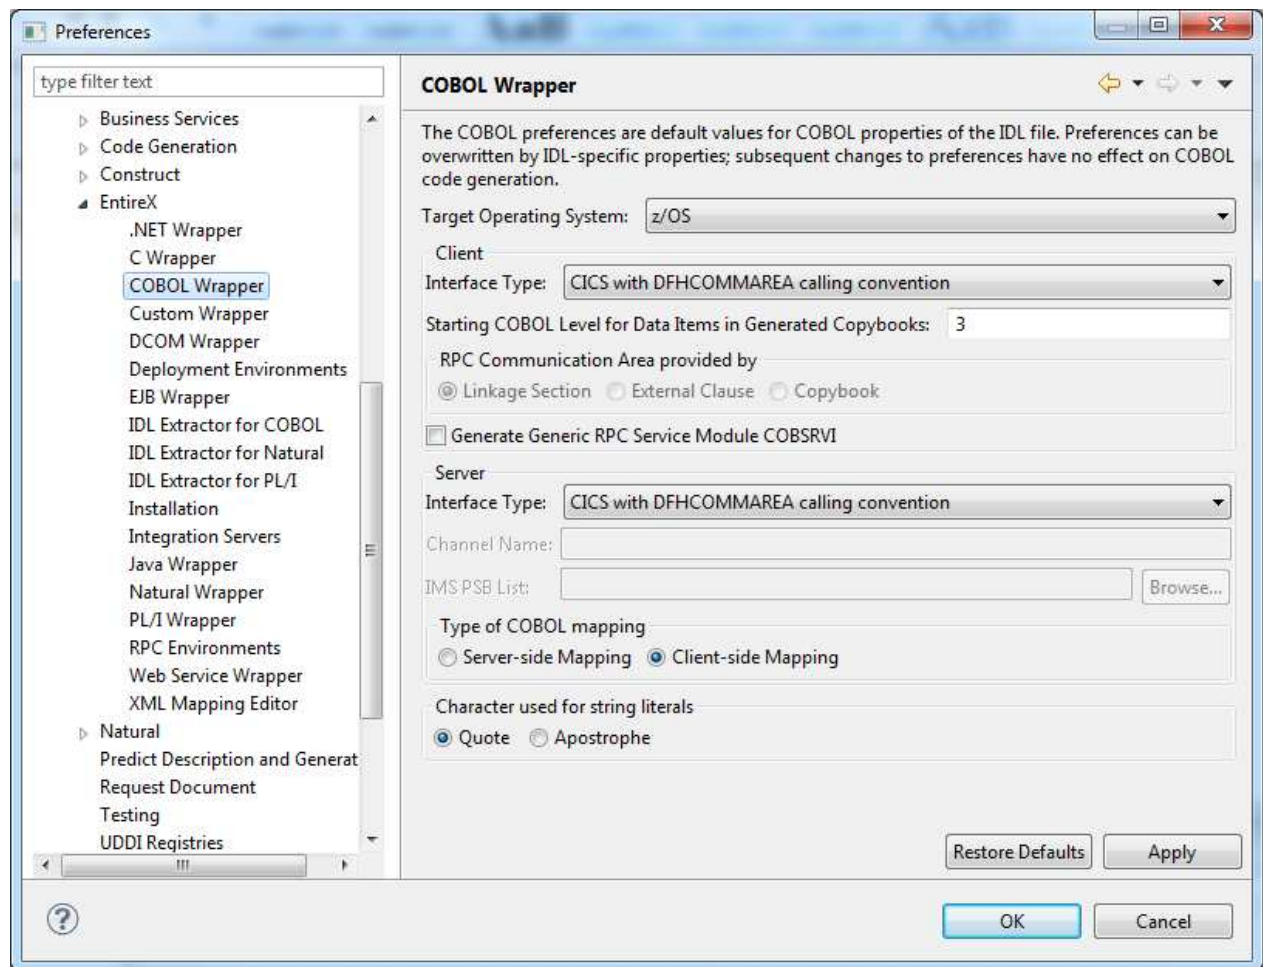 Preferences
type filter text
Business Services
Code Generation
Construct
EntireX
.NET Wrapper
C Wrapper
COBOL Wrapper
Custom Wrapper
DCOM Wrapper
Deployment Environments
EJB Wrapper
IDL Extractor for COBOL
IDL Extractor for Natural
IDL Extractor for PL/I
Installation
Integration Servers
Java Wrapper
Natural Wrapper
PL/I Wrapper
RPC Environments
Web Service Wrapper
XML Mapping Editor
Natural
Predict Description and Generat
Request Document
Testing
UDDI Registries
COBOL Wrapper
The COBOL preferences are default values for COBOL properties of the IDL file. Preferences can be
overwritten by IDL-specific properties; subsequent changes to preferences have no effect on COBOL
code generation.
Target Operating System: z/OS
Client
Interface Type: CICS with DFHCOMMAREA calling convention
Starting COBOL Level for Data Items in Generated Copybooks: 3
RPC Communication Area provided by
Linkage Section External Clause Copybook
Generate Generic RPC Service Module COBSRVI
Server
Interface Type: CICS with DFHCOMMAREA calling convention
Channel Name:
IMS PSB List: Browse...
Type of COBOL mapping
Server-side Mapping Client-side Mapping
Character used for string literals
Quote Apostrophe
Restore Defaults Apply
OK Cancel